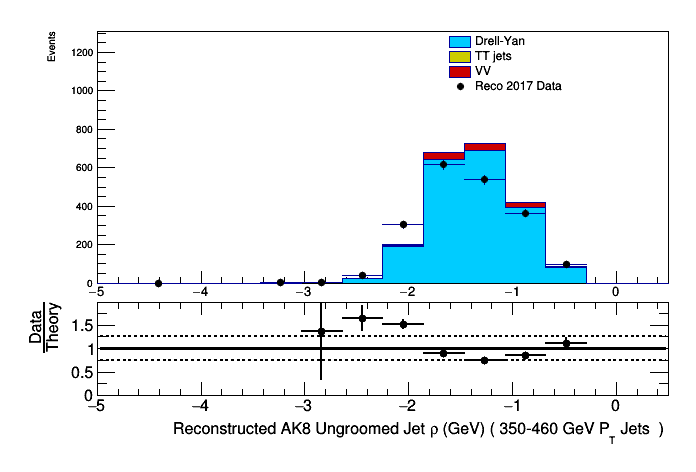 Events
1200
1000
800
600
400
200
0
Drell-Yan
TT jets
VV
Reco 2017 Data
−5 −4 −3 −2 −1 0
Data
Theory
1.5
1
0.5
0
−5 −4 −3 −2 −1 0
Reconstructed AK8 Ungroomed Jet ρ (GeV) ( 350-460 GeV P_T Jets )